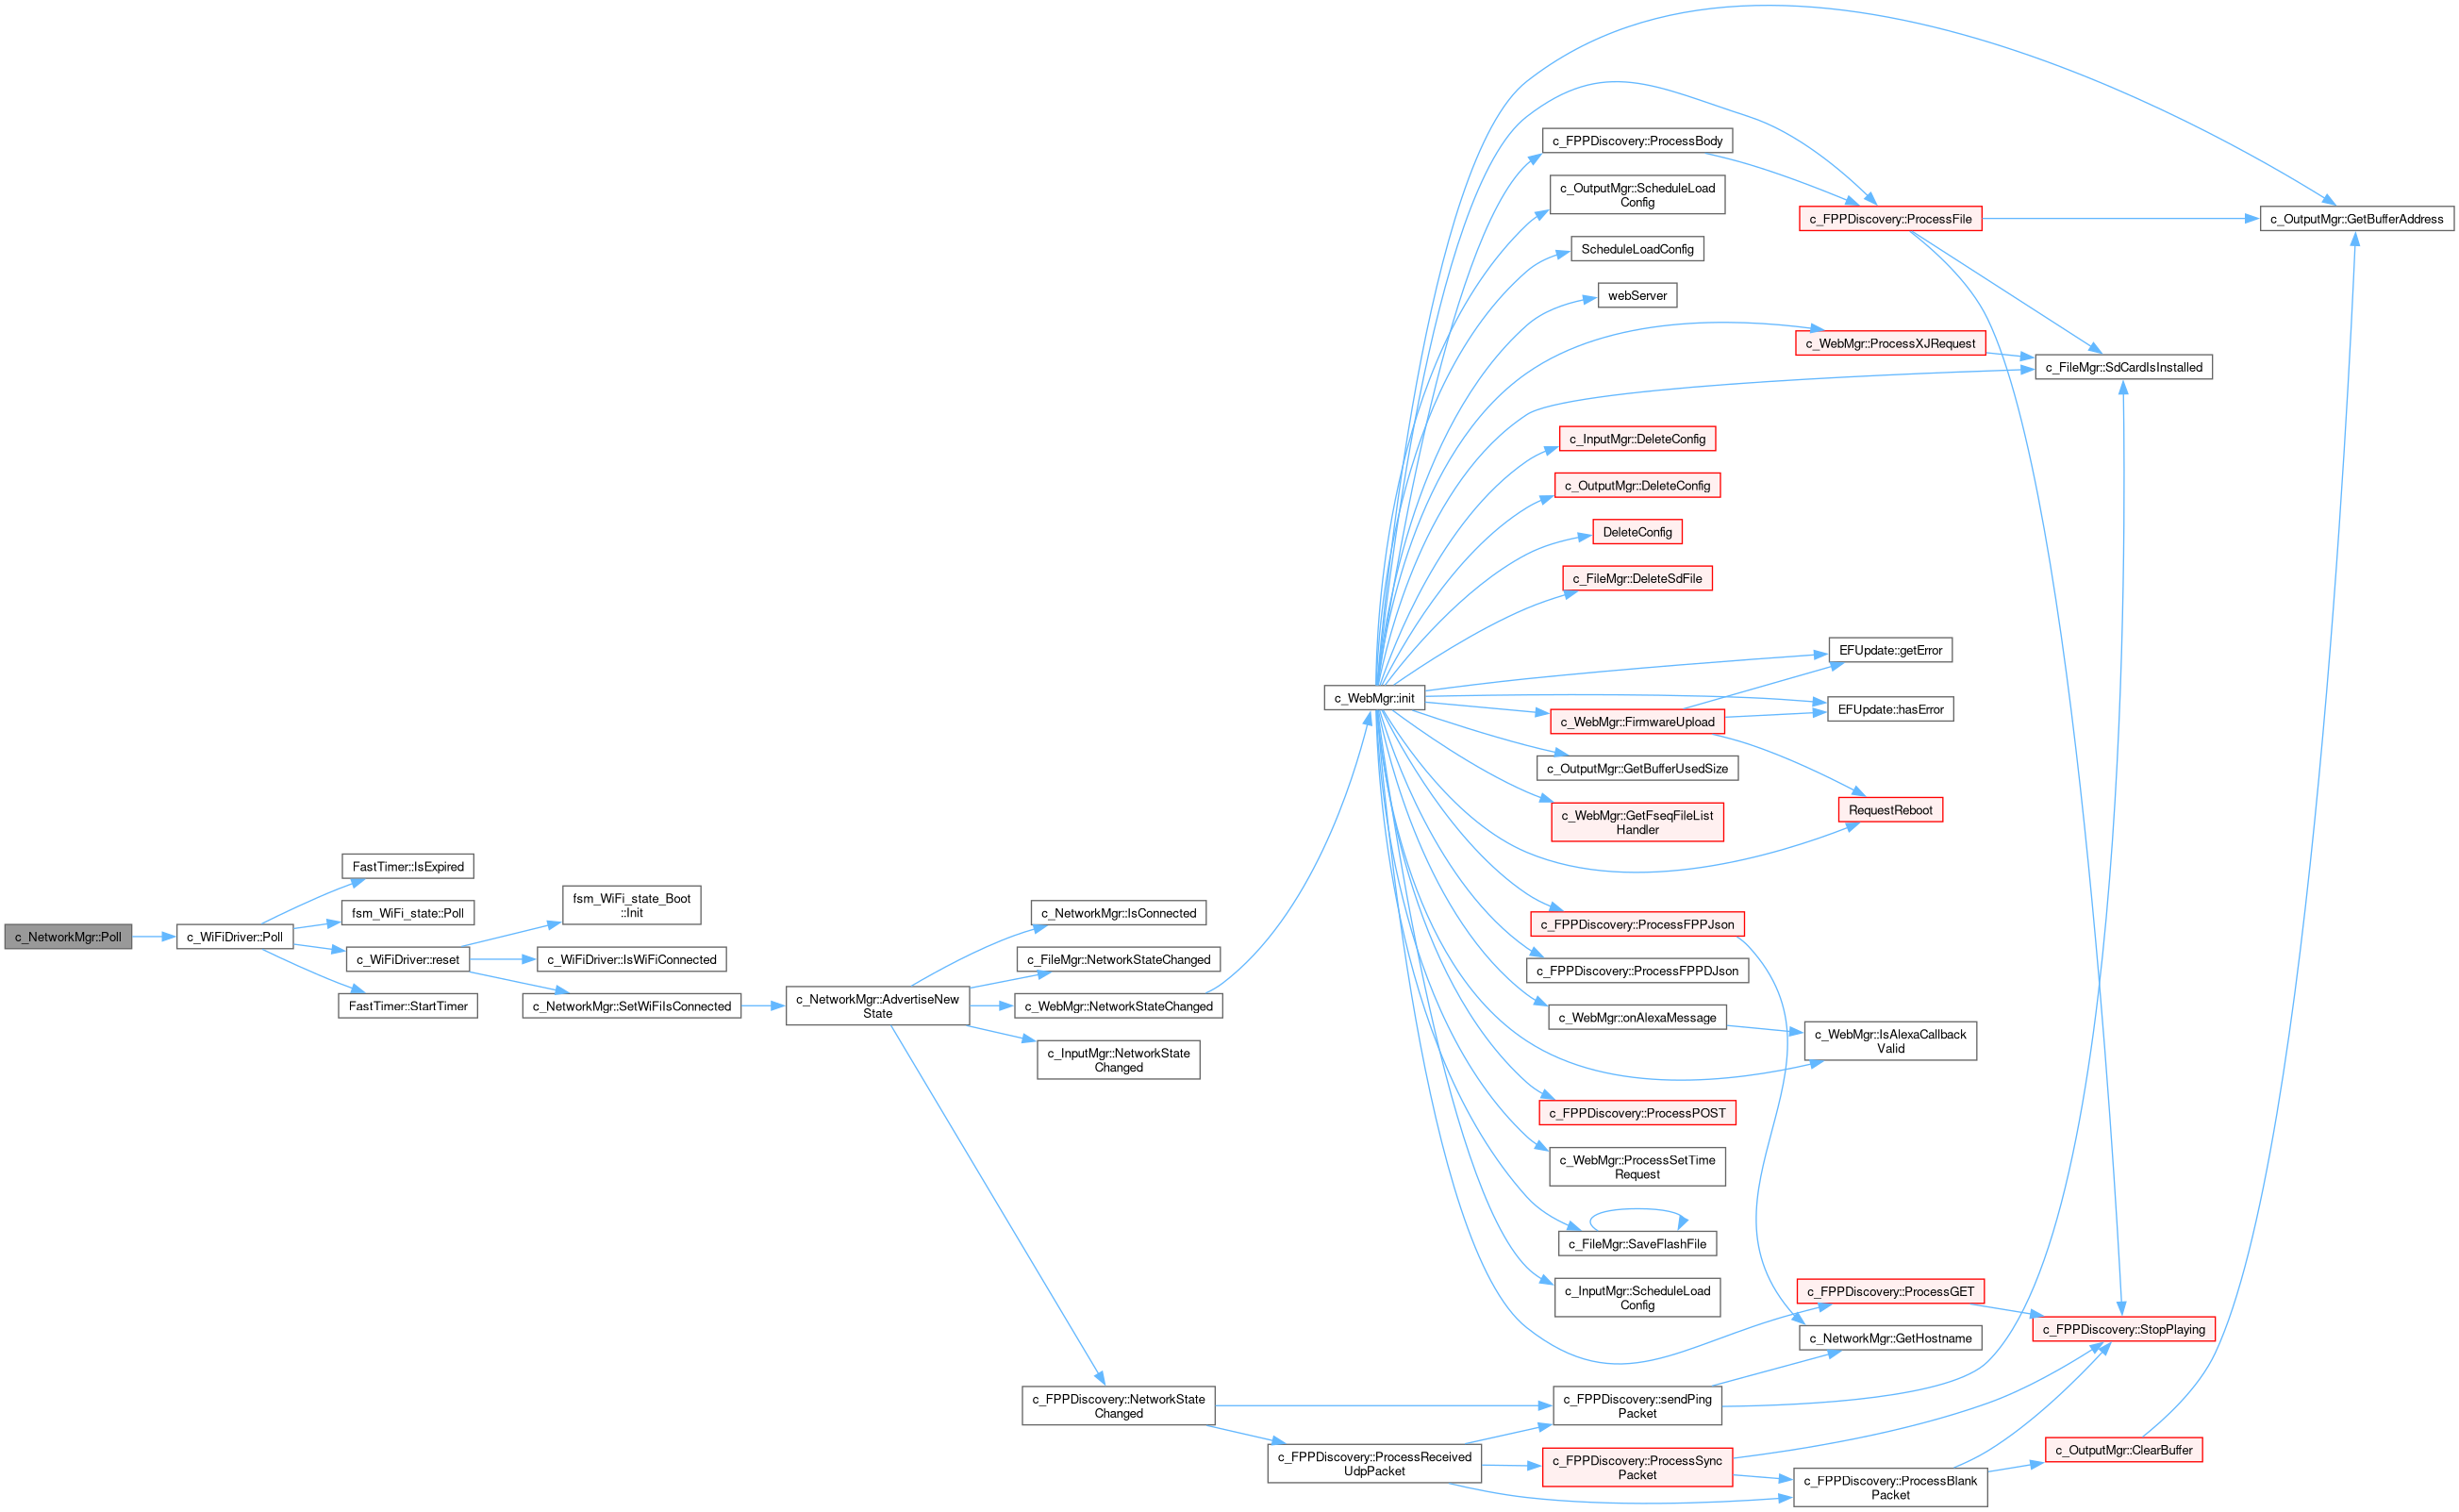 c_NetworkMgr::Poll
c_WiFiDriver::Poll
FastTimer::IsExpired
fsm_WiFi_state::Poll
c_WiFiDriver::reset
FastTimer::StartTimer
fsm_WiFi_state_Boot
::Init
c_WiFiDriver::IsWiFiConnected
c_NetworkMgr::SetWiFiIsConnected
c_NetworkMgr::AdvertiseNew
State
c_NetworkMgr::IsConnected
c_FileMgr::NetworkStateChanged
c_WebMgr::NetworkStateChanged
c_InputMgr::NetworkState
Changed
c_FPPDiscovery::NetworkState
Changed
c_WebMgr::init
c_FPPDiscovery::ProcessReceived
UdpPacket
c_FPPDiscovery::ProcessBody
c_OutputMgr::ScheduleLoad
Config
ScheduleLoadConfig
webServer
c_InputMgr::DeleteConfig
c_OutputMgr::DeleteConfig
DeleteConfig
c_FileMgr::DeleteSdFile
c_WebMgr::FirmwareUpload
c_OutputMgr::GetBufferUsedSize
c_WebMgr::GetFseqFileList
Handler
c_FPPDiscovery::ProcessFPPJson
c_FPPDiscovery::ProcessFPPDJson
c_WebMgr::onAlexaMessage
c_FPPDiscovery::ProcessPOST
c_WebMgr::ProcessSetTime
Request
c_FileMgr::SaveFlashFile
c_InputMgr::ScheduleLoad
Config
c_FPPDiscovery::sendPing
Packet
c_FPPDiscovery::ProcessSync
Packet
c_FPPDiscovery::ProcessFile
c_WebMgr::ProcessXJRequest
EFUpdate::getError
EFUpdate::hasError
RequestReboot
c_WebMgr::IsAlexaCallback
Valid
c_FPPDiscovery::ProcessGET
c_NetworkMgr::GetHostname
c_FPPDiscovery::ProcessBlank
Packet
c_FileMgr::SdCardIsInstalled
c_FPPDiscovery::StopPlaying
c_OutputMgr::ClearBuffer
c_OutputMgr::GetBufferAddress